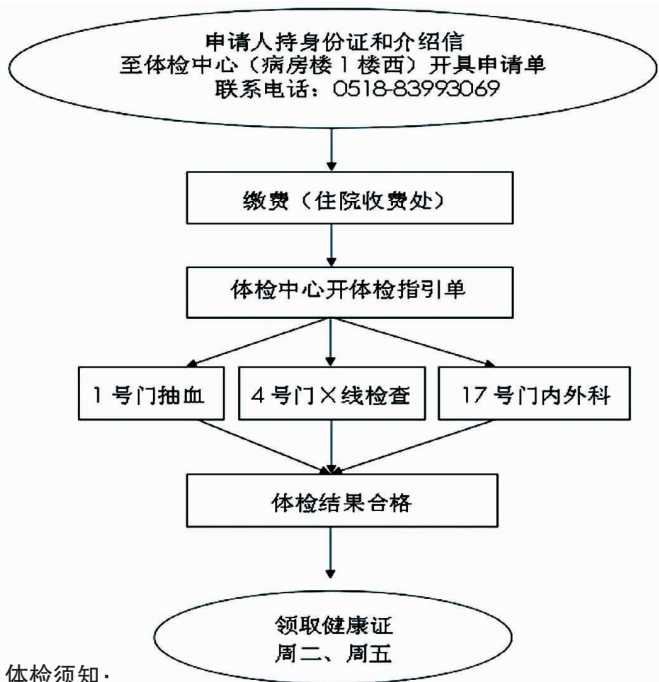 申请人持身份证和介绍信
至体检中心（病房楼1楼西）开具申请单
联系电话：0518-83993069
缴费（住院收费处）
体检中心开体检指引单
1号门抽血
4号门X线检查
17号门内外科
体检结果合格
领取健康证
周二、周五
体检须知：